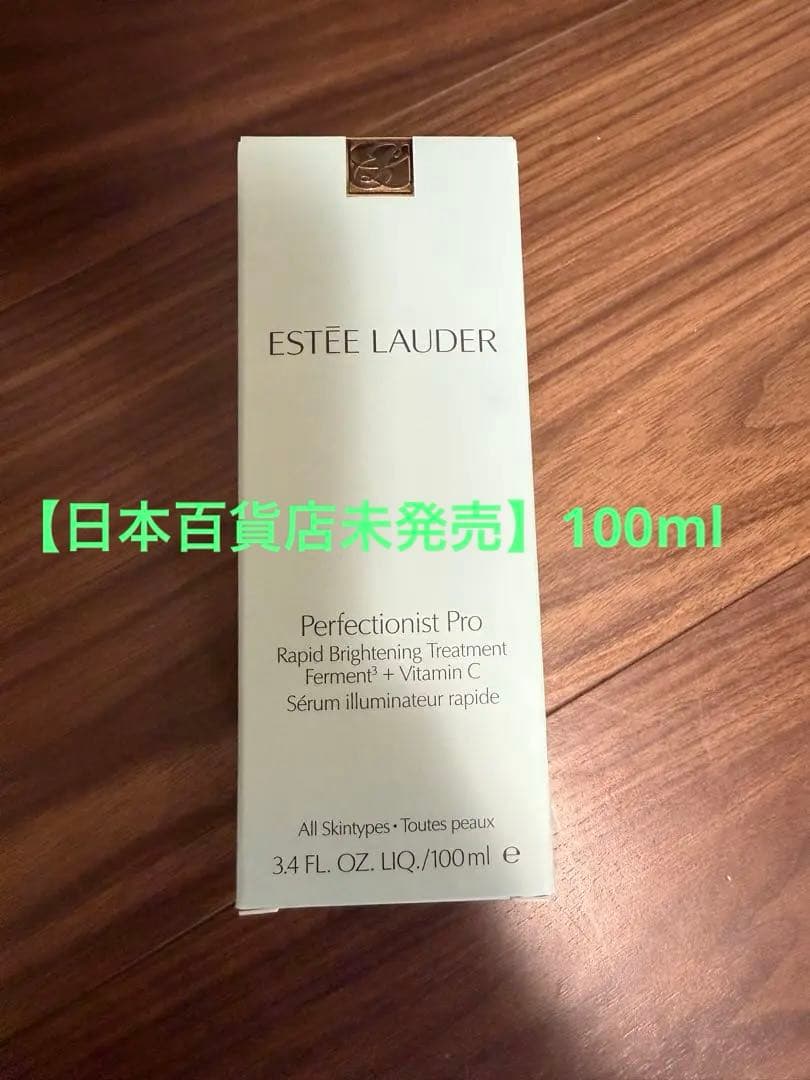 ESTĒE LAUDER
【日本百貨店未発売】100ml
Perfectionist Pro
Rapid Brightening Treatment
Ferment³ + Vitamin C
Sérum illuminateur rapide
All Skintypes • Toutes peaux
3.4 FL. OZ. LIQ./100 ml ℮